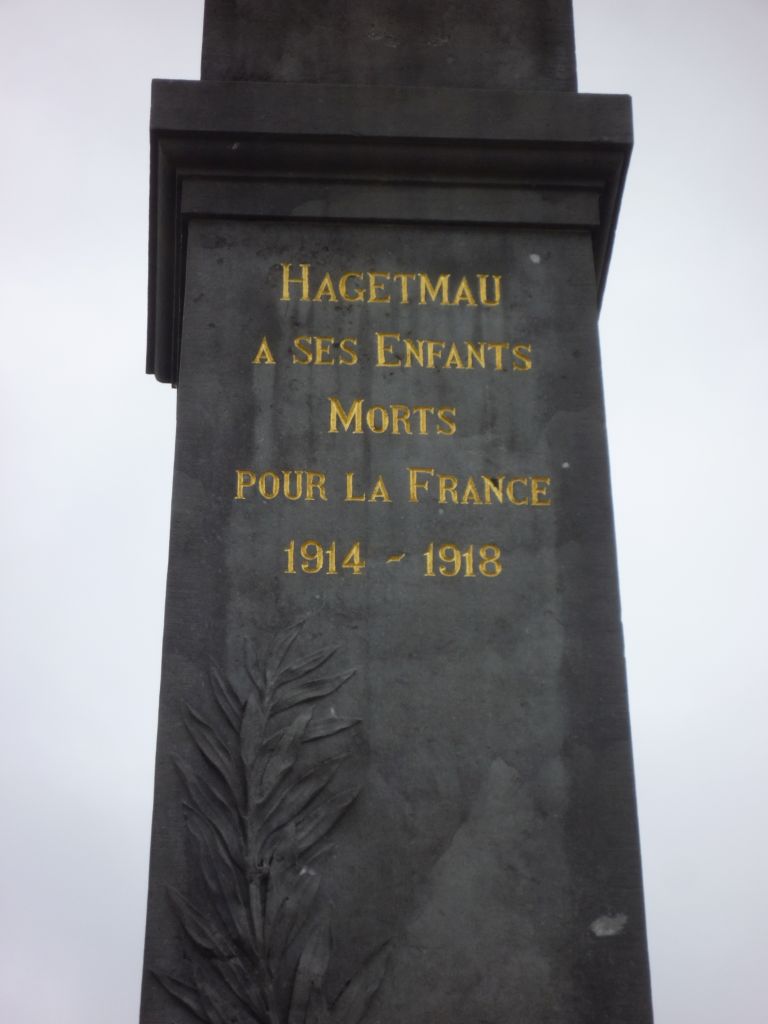 HAGETMAU
A SES ENFANTS
MORTS
POUR LA FRANCE
1914 - 1918